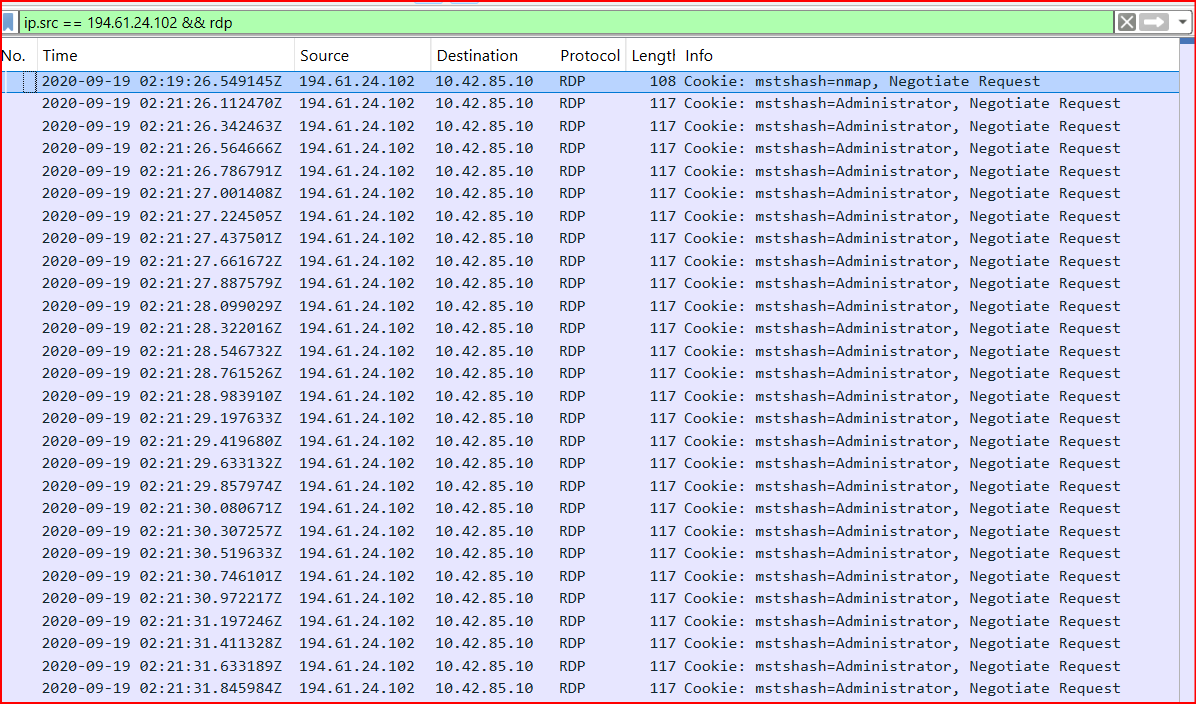 ip.src == 194.61.24.102 && rdp
No. Time Source Destination Protocol Length Info
2020-09-19 02:19:26.549145Z 194.61.24.102 10.42.85.10 RDP 108 Cookie: mstshash=nmap, Negotiate Request
2020-09-19 02:21:26.112470Z 194.61.24.102 10.42.85.10 RDP 117 Cookie: mstshash=Administrator, Negotiate Request
2020-09-19 02:21:26.342463Z 194.61.24.102 10.42.85.10 RDP 117 Cookie: mstshash=Administrator, Negotiate Request
2020-09-19 02:21:26.564666Z 194.61.24.102 10.42.85.10 RDP 117 Cookie: mstshash=Administrator, Negotiate Request
2020-09-19 02:21:26.786791Z 194.61.24.102 10.42.85.10 RDP 117 Cookie: mstshash=Administrator, Negotiate Request
2020-09-19 02:21:27.001408Z 194.61.24.102 10.42.85.10 RDP 117 Cookie: mstshash=Administrator, Negotiate Request
2020-09-19 02:21:27.224505Z 194.61.24.102 10.42.85.10 RDP 117 Cookie: mstshash=Administrator, Negotiate Request
2020-09-19 02:21:27.437501Z 194.61.24.102 10.42.85.10 RDP 117 Cookie: mstshash=Administrator, Negotiate Request
2020-09-19 02:21:27.661672Z 194.61.24.102 10.42.85.10 RDP 117 Cookie: mstshash=Administrator, Negotiate Request
2020-09-19 02:21:27.887579Z 194.61.24.102 10.42.85.10 RDP 117 Cookie: mstshash=Administrator, Negotiate Request
2020-09-19 02:21:28.099029Z 194.61.24.102 10.42.85.10 RDP 117 Cookie: mstshash=Administrator, Negotiate Request
2020-09-19 02:21:28.322016Z 194.61.24.102 10.42.85.10 RDP 117 Cookie: mstshash=Administrator, Negotiate Request
2020-09-19 02:21:28.546732Z 194.61.24.102 10.42.85.10 RDP 117 Cookie: mstshash=Administrator, Negotiate Request
2020-09-19 02:21:28.761526Z 194.61.24.102 10.42.85.10 RDP 117 Cookie: mstshash=Administrator, Negotiate Request
2020-09-19 02:21:28.983910Z 194.61.24.102 10.42.85.10 RDP 117 Cookie: mstshash=Administrator, Negotiate Request
2020-09-19 02:21:29.197633Z 194.61.24.102 10.42.85.10 RDP 117 Cookie: mstshash=Administrator, Negotiate Request
2020-09-19 02:21:29.419680Z 194.61.24.102 10.42.85.10 RDP 117 Cookie: mstshash=Administrator, Negotiate Request
2020-09-19 02:21:29.633132Z 194.61.24.102 10.42.85.10 RDP 117 Cookie: mstshash=Administrator, Negotiate Request
2020-09-19 02:21:29.857974Z 194.61.24.102 10.42.85.10 RDP 117 Cookie: mstshash=Administrator, Negotiate Request
2020-09-19 02:21:30.080671Z 194.61.24.102 10.42.85.10 RDP 117 Cookie: mstshash=Administrator, Negotiate Request
2020-09-19 02:21:30.307257Z 194.61.24.102 10.42.85.10 RDP 117 Cookie: mstshash=Administrator, Negotiate Request
2020-09-19 02:21:30.519633Z 194.61.24.102 10.42.85.10 RDP 117 Cookie: mstshash=Administrator, Negotiate Request
2020-09-19 02:21:30.746101Z 194.61.24.102 10.42.85.10 RDP 117 Cookie: mstshash=Administrator, Negotiate Request
2020-09-19 02:21:30.972217Z 194.61.24.102 10.42.85.10 RDP 117 Cookie: mstshash=Administrator, Negotiate Request
2020-09-19 02:21:31.197246Z 194.61.24.102 10.42.85.10 RDP 117 Cookie: mstshash=Administrator, Negotiate Request
2020-09-19 02:21:31.411328Z 194.61.24.102 10.42.85.10 RDP 117 Cookie: mstshash=Administrator, Negotiate Request
2020-09-19 02:21:31.633189Z 194.61.24.102 10.42.85.10 RDP 117 Cookie: mstshash=Administrator, Negotiate Request
2020-09-19 02:21:31.845984Z 194.61.24.102 10.42.85.10 RDP 117 Cookie: mstshash=Administrator, Negotiate Request